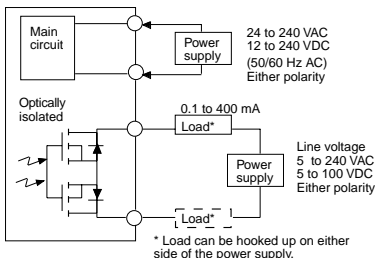 Main
circuit
Power
supply
24 to 240 VAC
12 to 240 VDC
(50/60 Hz AC)
Either polarity
Optically
isolated
0.1 to 400 mA
Load*
Power
supply
Line voltage
5 to 240 VAC
5 to 100 VDC
Either polarity
Load*
* Load can be hooked up on either
side of the power supply.